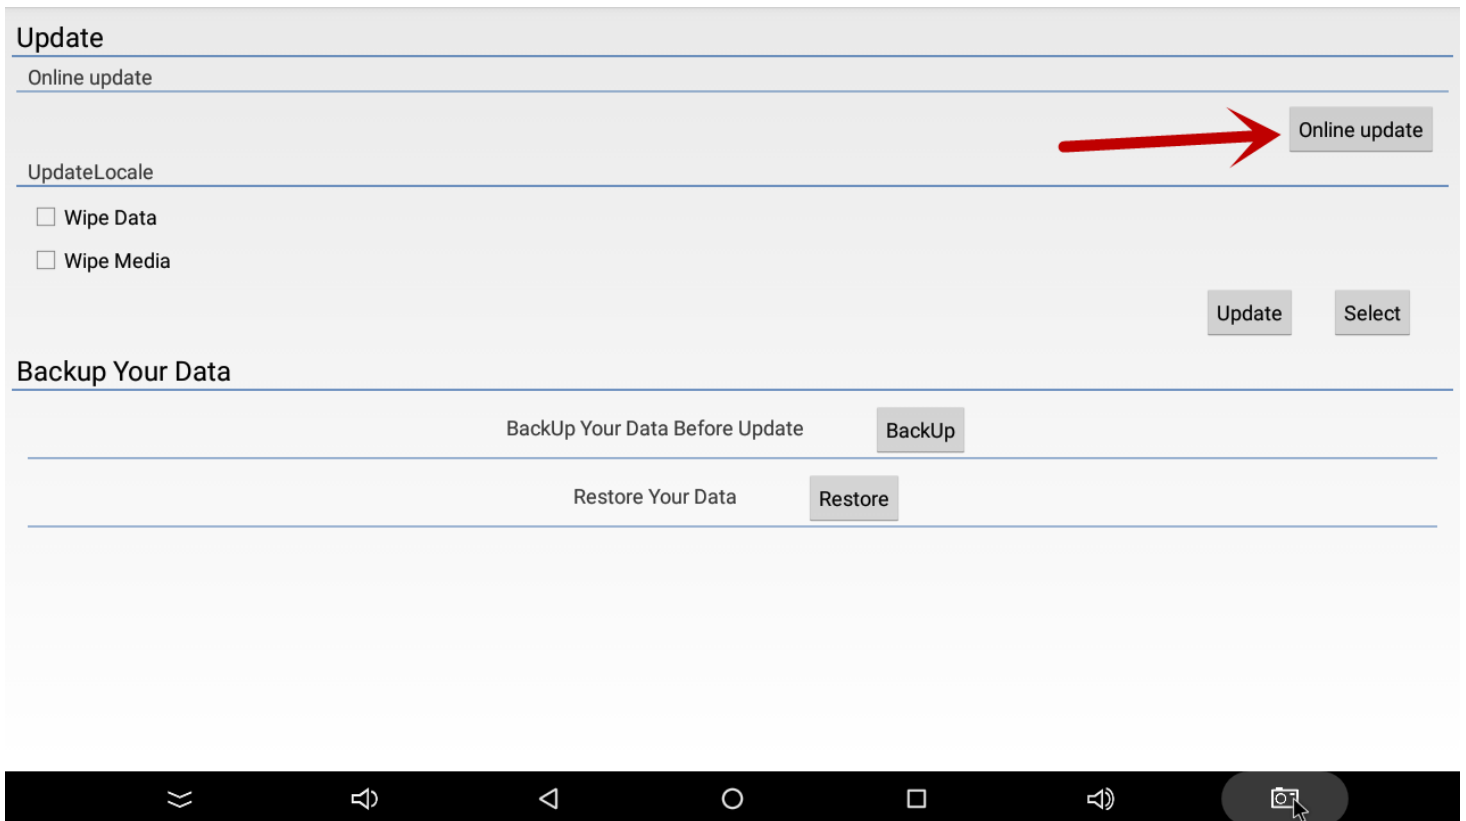 Update
Online update
Online update
UpdateLocale
Wipe Data
Wipe Media
Update Select
Backup Your Data
BackUp Your Data Before Update BackUp
Restore Your Data Restore